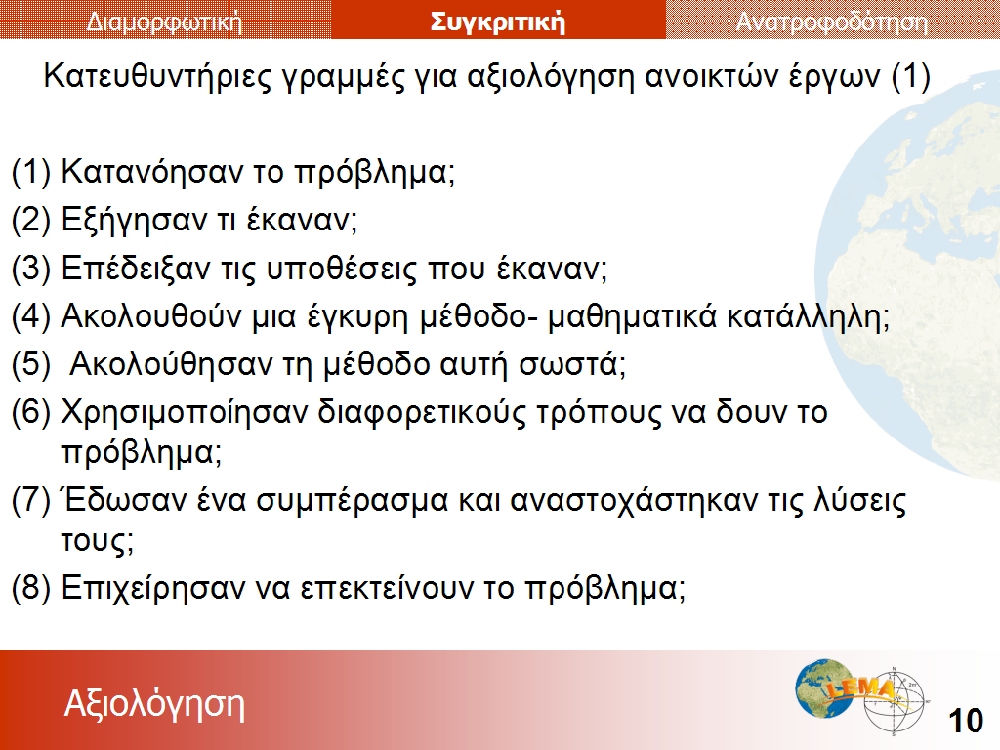 Διαμορφωτική Συγκριτική Ανατροφοδότηση
Κατευθυντήριες γραμμές για αξιολόγηση ανοικτών έργων (1)
(1) Κατανόησαν το πρόβλημα;
(2) Εξήγησαν τι έκαναν;
(3) Επέδειξαν τις υποθέσεις που έκαναν;
(4) Ακολουθούν μια έγκυρη μέθοδο- μαθηματικά κατάλληλη;
(5) Ακολούθησαν τη μέθοδο αυτή σωστά;
(6) Χρησιμοποίησαν διαφορετικούς τρόπους να δουν το
πρόβλημα;
(7) Έδωσαν ένα συμπέρασμα και αναστοχάστηκαν τις λύσεις
τους;
(8) Επιχείρησαν να επεκτείνουν το πρόβλημα;
Αξιολόγηση
LEMA
10